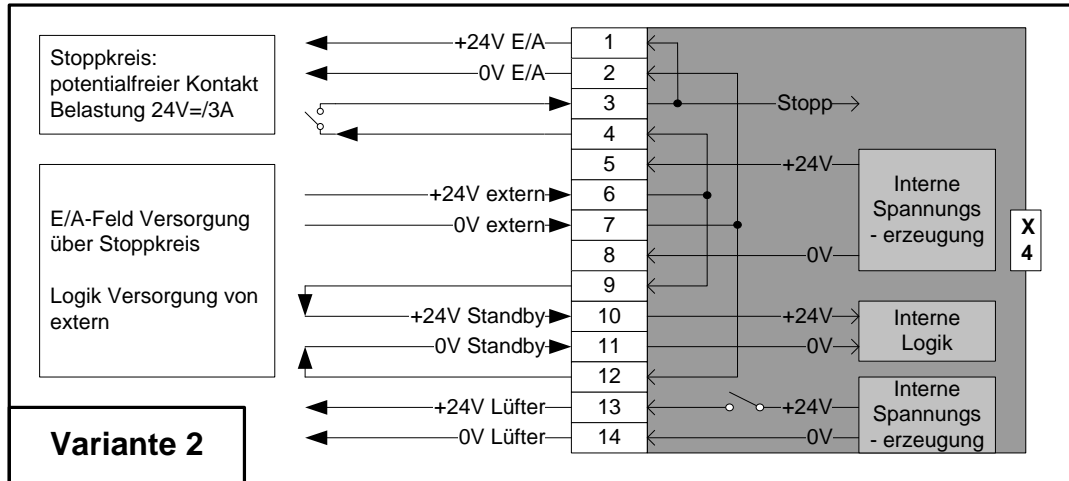 Stoppkreis:
potentialfreier Kontakt
Belastung 24V=/3A
E/A-Feld Versorgung
über Stoppkreis
Logik Versorgung von
extern
Variante 2
+24V E/A
0V E/A
+24V extern
0V extern
+24V Standby
0V Standby
+24V Lüfter
0V Lüfter
1
2
3
4
5
6
7
8
9
10
11
12
13
14
Stopp
+24V
0V
+24V
0V
+24V
0V
Interne
Spannungs
- erzeugung
Interne
Logik
Interne
Spannungs
- erzeugung
X
4